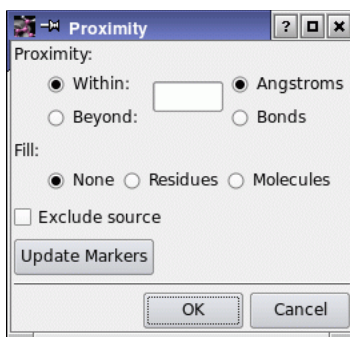 Proximity
Proximity:
Within: Angstroms
Beyond: Bonds
Fill:
None Residues Molecules
Exclude source
Update Markers
OK Cancel